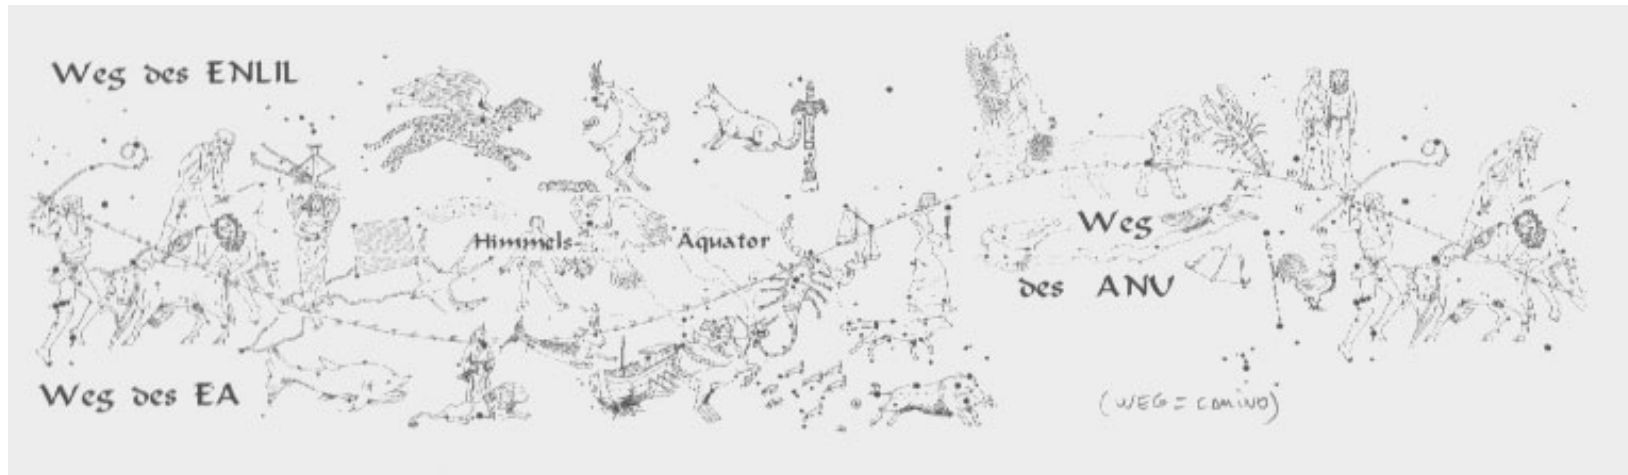 Weg des ENLIL
Himmels- Äquator
Weg
des ANU
Weg des EA
(WEG = CAMINO)